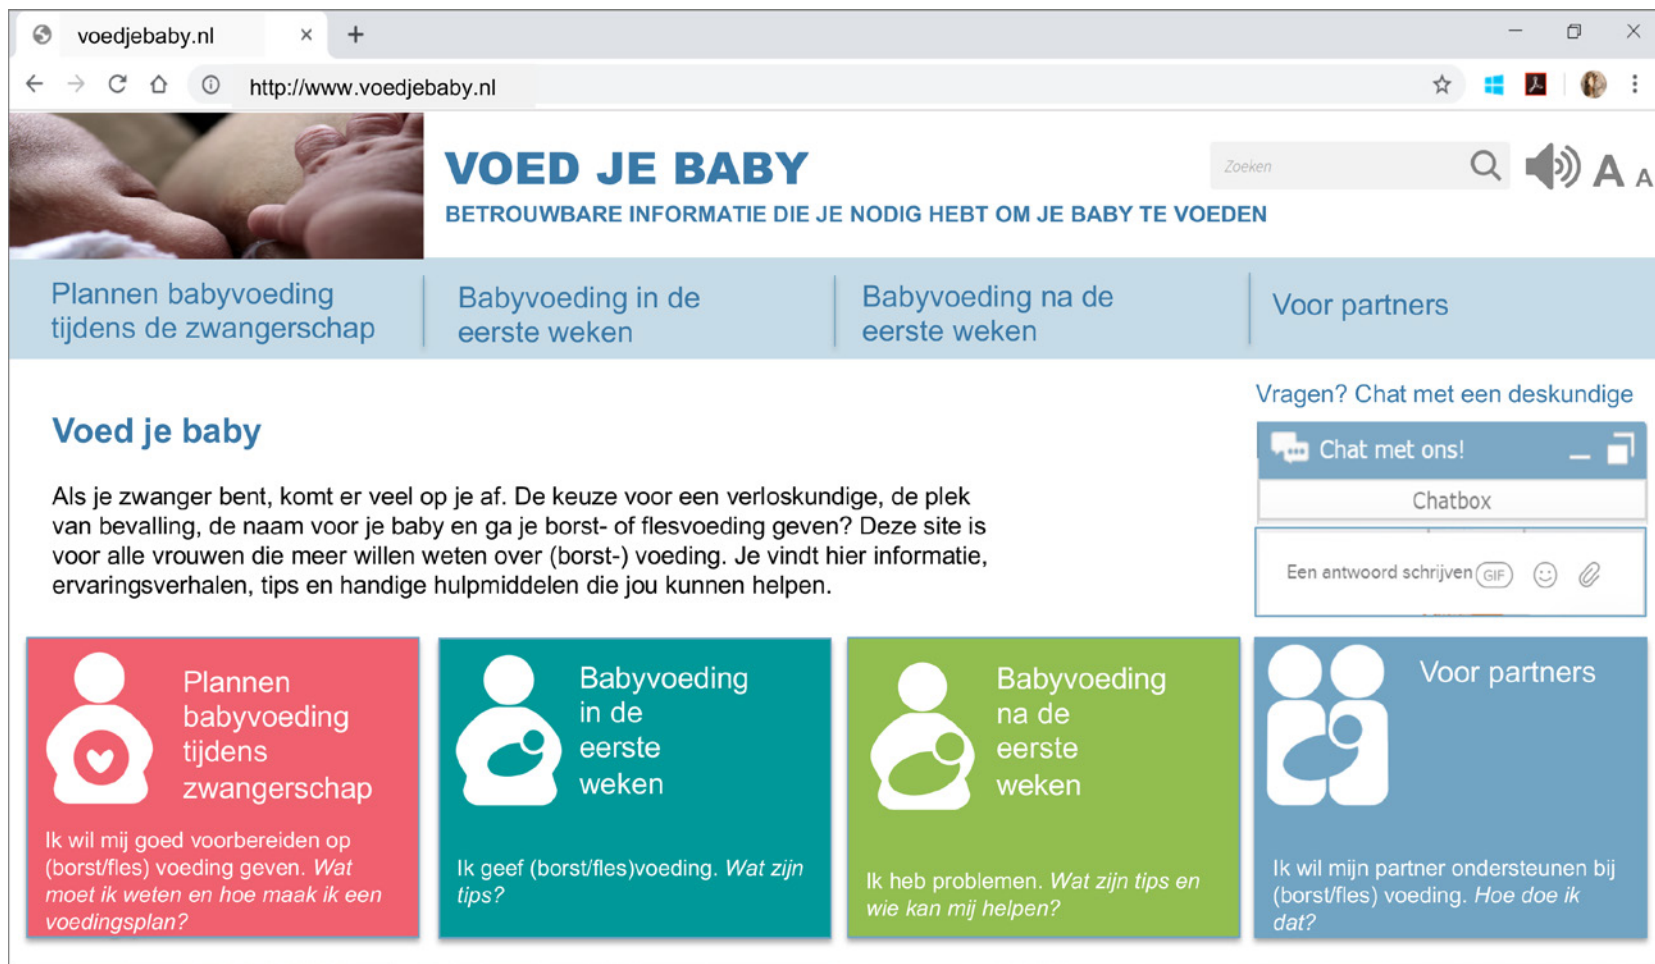 voedjebaby.nl
http://www.voedjebaby.nl
VOED JE BABY
BETROUWBARE INFORMATIE DIE JE NODIG HEBT OM JE BABY TE VOEDEN
Zoeken
A A
Plannen babyvoeding
tijdens de zwangerschap
Babyvoeding in de
eerste weken
Babyvoeding na de
eerste weken
Voor partners
Vragen? Chat met een deskundige
Chat met ons!
Chatbox
Een antwoord schrijven GIF
Voed je baby
Als je zwanger bent, komt er veel op je af. De keuze voor een verloskundige, de plek
van bevalling, de naam voor je baby en ga je borst- of flesvoeding geven? Deze site is
voor alle vrouwen die meer willen weten over (borst-) voeding. Je vindt hier informatie,
ervaringsverhalen, tips en handige hulpmiddelen die jou kunnen helpen.
Plannen
babyvoeding
tijdens
zwangerschap
Ik wil mij goed voorbereiden op
(borst/fles) voeding geven. Wat
moet ik weten en hoe maak ik een
voedingsplan?
Babyvoeding
in de
eerste
weken
Ik geef (borst/fles)voeding. Wat zijn
tips?
Babyvoeding
na de
eerste
weken
Ik heb problemen. Wat zijn tips en
wie kan mij helpen?
Voor partners
Ik wil mijn partner ondersteunen bij
(borst/fles) voeding. Hoe doe ik
dat?